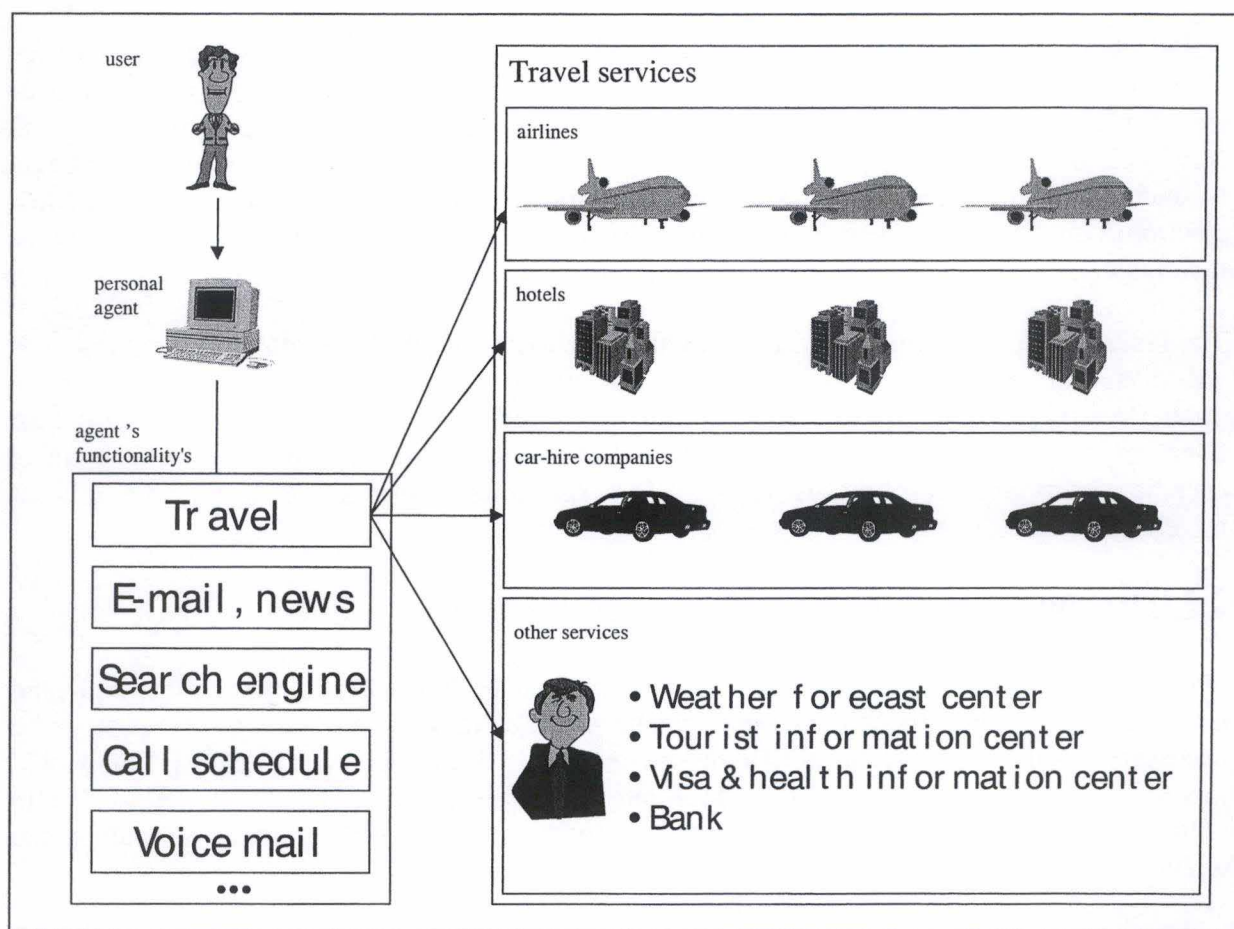 user
personal
agent
agent 's
functionality's
Travel
E-mail, news
Search engine
Call schedule
Voice mail
•••
Travel services
airlines
hotels
car-hire companies
other services
• Weather forecast center
• Tourist information center
• Visa & health information center
• Bank